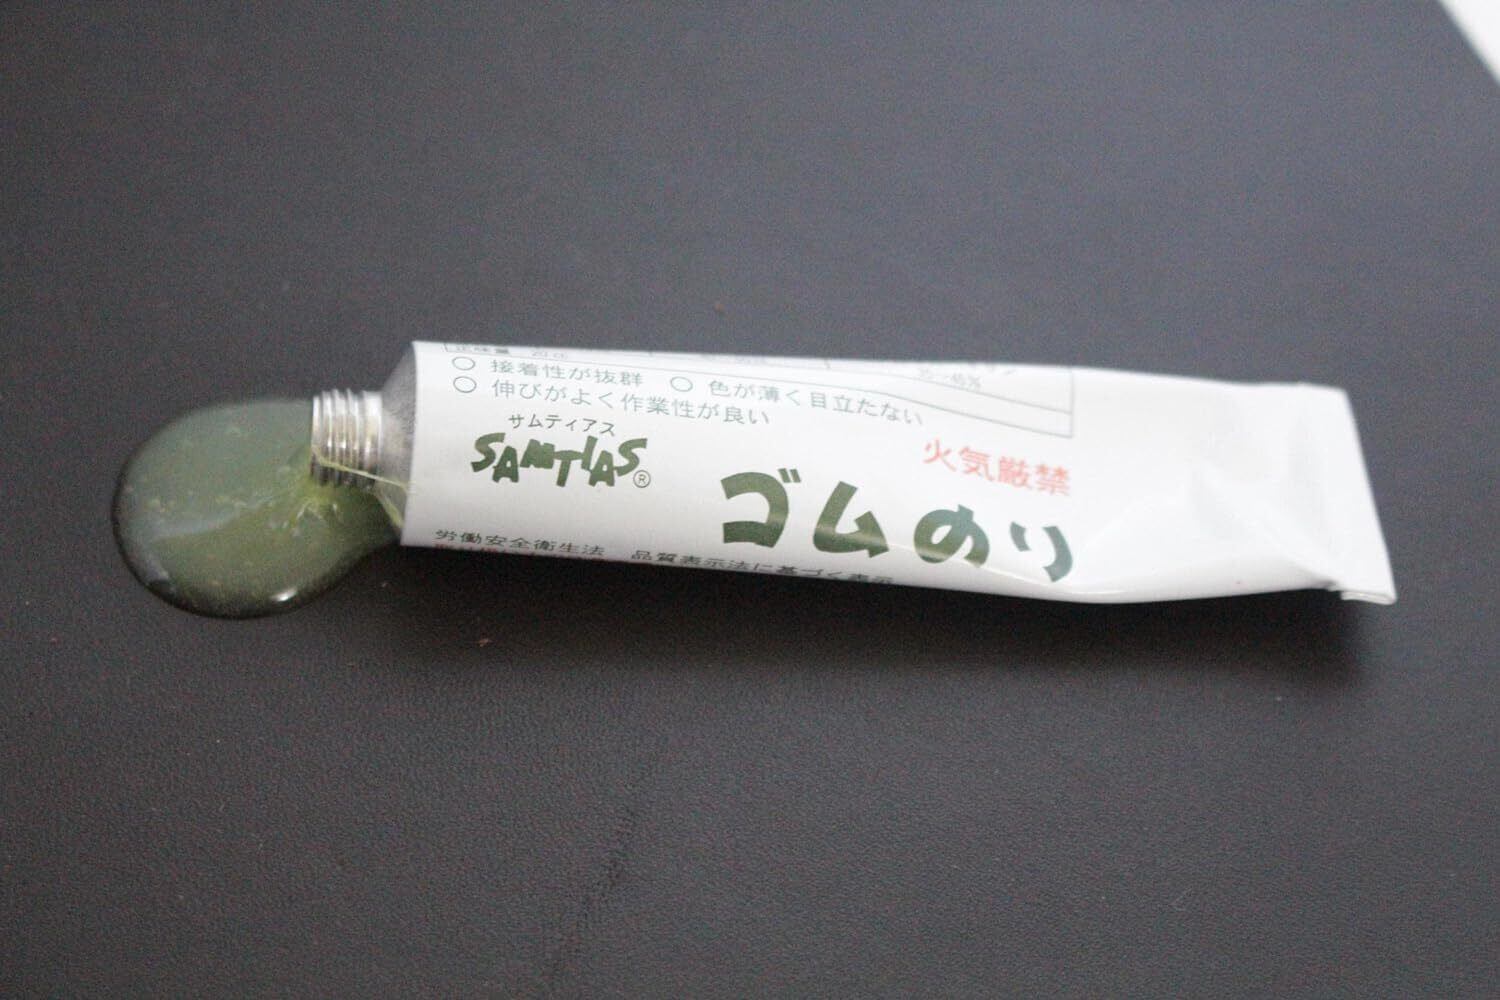 ○ 接着性が抜群 ○ 色が薄く目立たない
○ 伸びがよく作業性が良い
火気厳禁
サムティアス
SANTIAS®
ゴムのり
労働安全衛生法 品質表示法に基づく表示